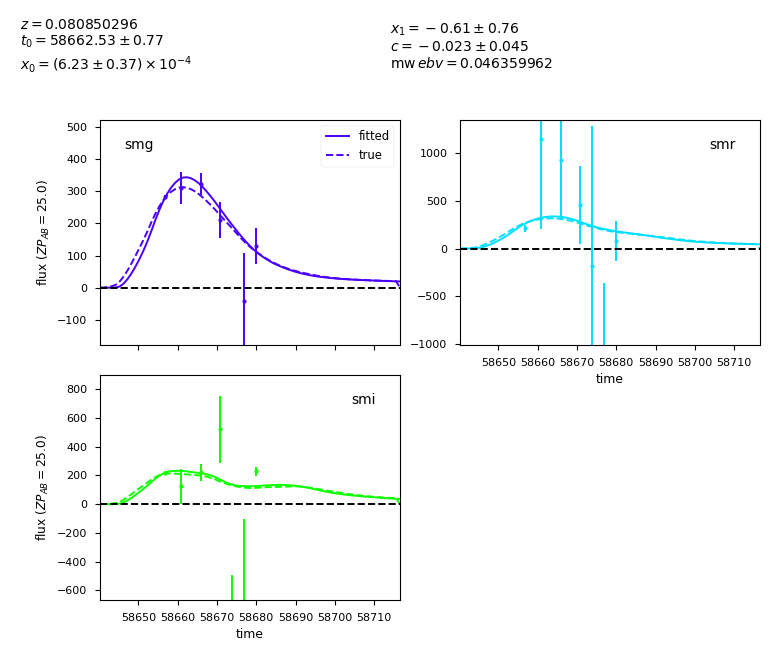 z = 0.080850296
t₀ = 58662.53 ± 0.77
x₀ = (6.23 ± 0.37) × 10⁻⁴
x₁ = −0.61 ± 0.76
c = −0.023 ± 0.045
mw ebv = 0.046359962
smg
fitted
true
500
400
300
200
100
0
−100
flux (ZP_AB = 25.0)
smr
1000
500
0
−500
−1000
58650 58660 58670 58680 58690 58700 58710
time
smi
800
600
400
200
0
−200
−400
−600
flux (ZP_AB = 25.0)
58650 58660 58670 58680 58690 58700 58710
time